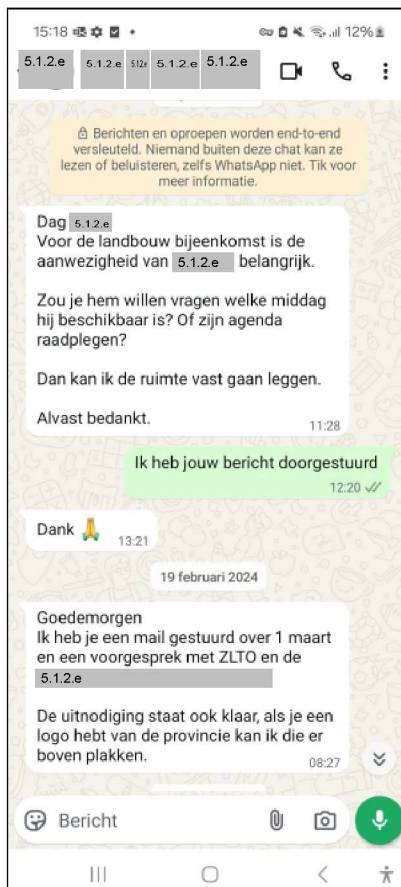 15:18 12%
5.1.2.e 5.1.2.e 5.12e 5.1.2.e 5.1.2.e
Berichten en oproepen worden end-to-end
versleuteld. Niemand buiten deze chat kan ze
lezen of beluisteren, zelfs WhatsApp niet. Tik voor
meer informatie.
Dag 5.1.2.e
Voor de landbouw bijeenkomst is de
aanwezigheid van 5.1.2.e belangrijk.
Zou je hem willen vragen welke middag
hij beschikbaar is? Of zijn agenda
raadplegen?
Dan kan ik de ruimte vast gaan leggen.
Alvast bedankt.
11:28
Ik heb jouw bericht doorgestuurd
12:20
Dank 🙏
13:21
19 februari 2024
Goedemorgen
Ik heb je een mail gestuurd over 1 maart
en een voorgesprek met ZLTO en de
5.1.2.e
De uitnodiging staat ook klaar, als je een
logo hebt van de provincie kan ik die er
boven plakken.
08:27
Bericht